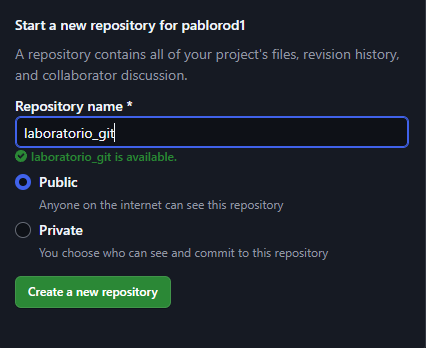 Start a new repository for pablorod1
A repository contains all of your project's files, revision history,
and collaborator discussion.
Repository name *
laboratorio_git
laboratorio_git is available.
Public
Anyone on the internet can see this repository
Private
You choose who can see and commit to this repository
Create a new repository